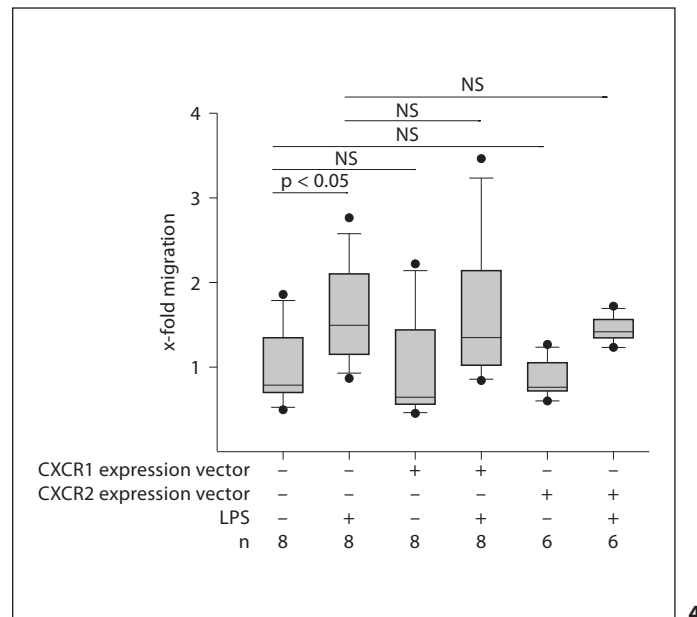 NS
4
NS
NS
NS
p < 0.05
3
2
1
x-fold migration
CXCR1 expression vector – – + + – –
CXCR2 expression vector – – – – + +
LPS – + – + – +
n 8 8 8 8 6 6
4